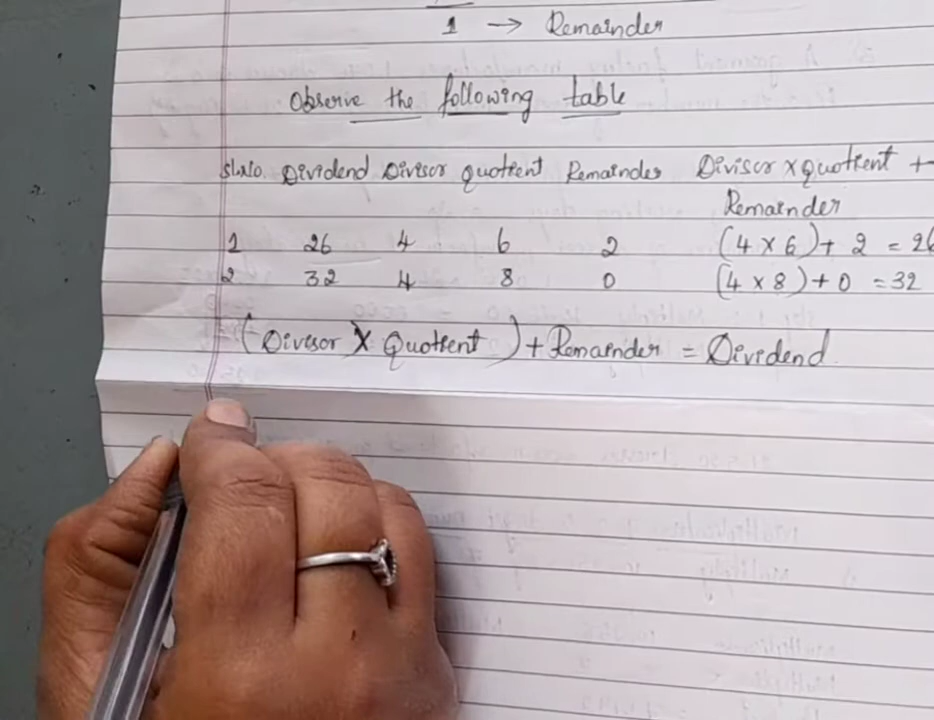 1 → Remainder
Observe the following table
Sl.No. Dividend Divisor Quotient Remainder Divisor × Quotient +
Remainder
1 26 4 6 2 (4 × 6) + 2 = 26
2 32 4 8 0 (4 × 8) + 0 = 32
(Divisor × Quotient) + Remainder = Dividend